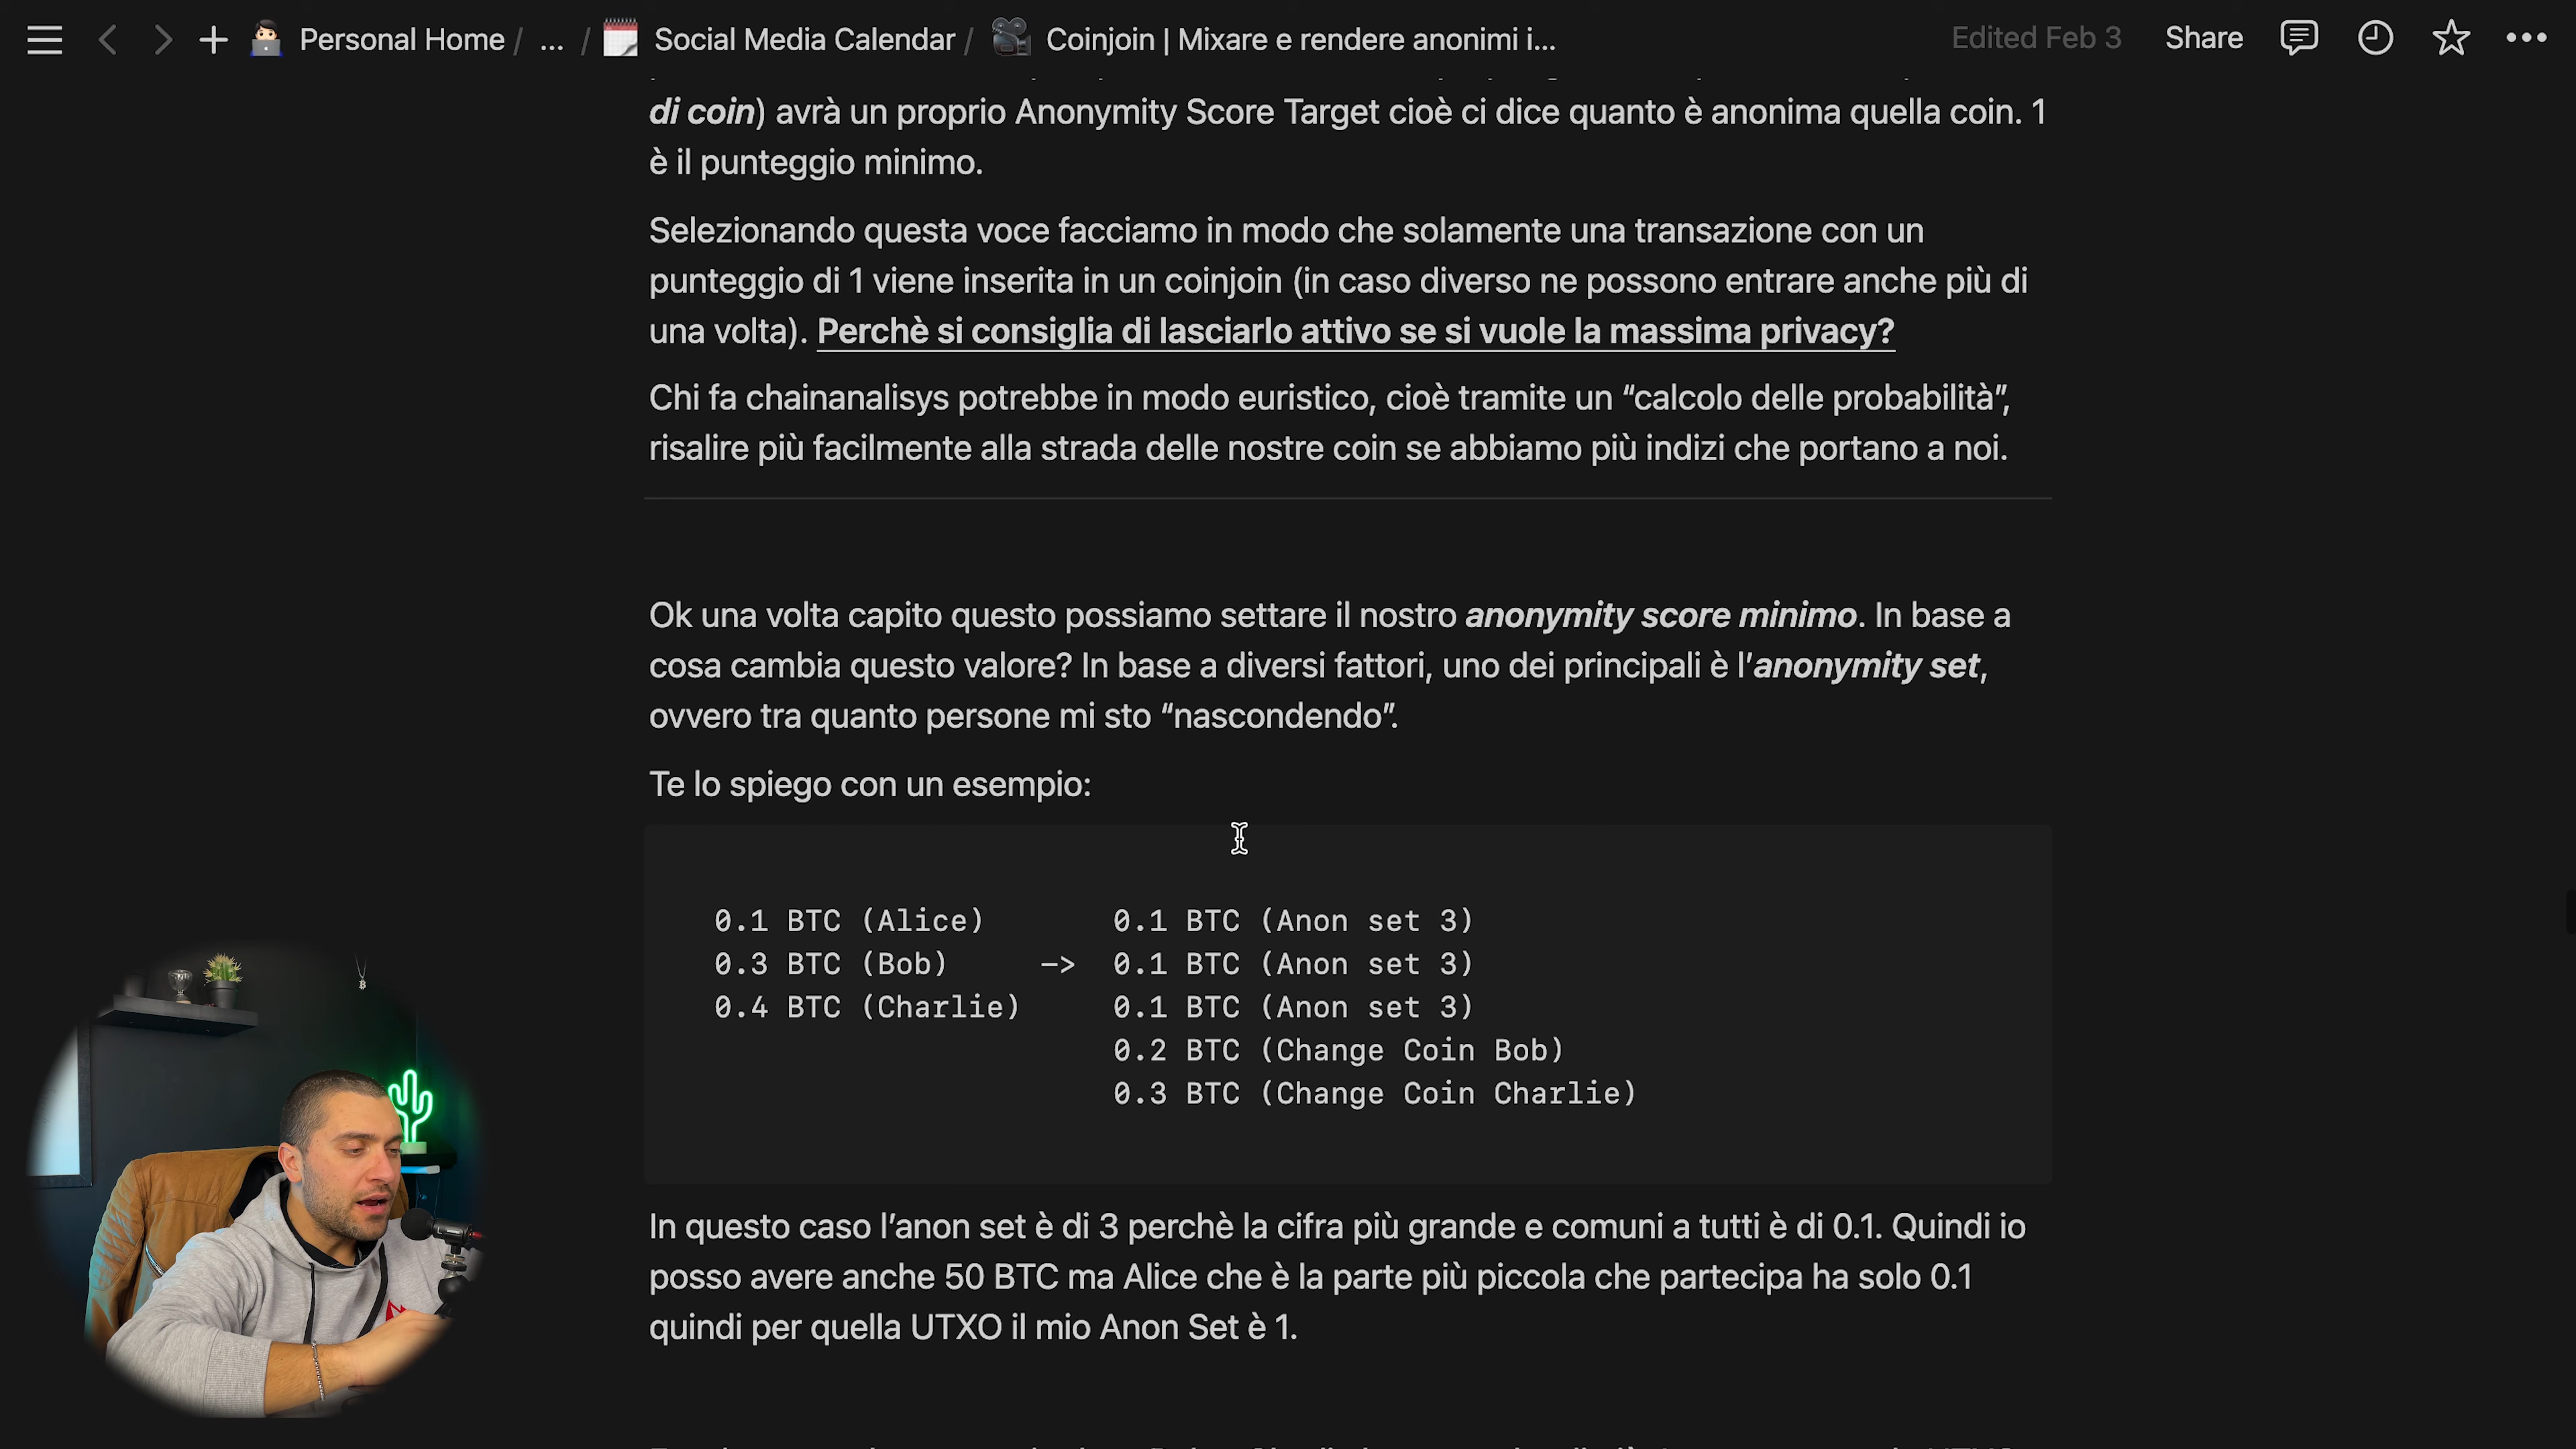 Personal Home / ... / Social Media Calendar / Coinjoin | Mixare e rendere anonimi i...
Edited Feb 3 Share
di coin) avrà un proprio Anonymity Score Target cioè ci dice quanto è anonima quella coin. 1
è il punteggio minimo.
Selezionando questa voce facciamo in modo che solamente una transazione con un
punteggio di 1 viene inserita in un coinjoin (in caso diverso ne possono entrare anche più di
una volta). Perchè si consiglia di lasciarlo attivo se si vuole la massima privacy?
Chi fa chainanalisys potrebbe in modo euristico, cioè tramite un “calcolo delle probabilità”,
risalire più facilmente alla strada delle nostre coin se abbiamo più indizi che portano a noi.
Ok una volta capito questo possiamo settare il nostro anonymity score minimo. In base a
cosa cambia questo valore? In base a diversi fattori, uno dei principali è l’anonymity set,
ovvero tra quanto persone mi sto “nascondendo”.
Te lo spiego con un esempio:
0.1 BTC (Alice) 0.1 BTC (Anon set 3)
0.3 BTC (Bob) –> 0.1 BTC (Anon set 3)
0.4 BTC (Charlie) 0.1 BTC (Anon set 3)
0.2 BTC (Change Coin Bob)
0.3 BTC (Change Coin Charlie)
In questo caso l’anon set è di 3 perchè la cifra più grande e comuni a tutti è di 0.1. Quindi io
posso avere anche 50 BTC ma Alice che è la parte più piccola che partecipa ha solo 0.1
quindi per quella UTXO il mio Anon Set è 1.